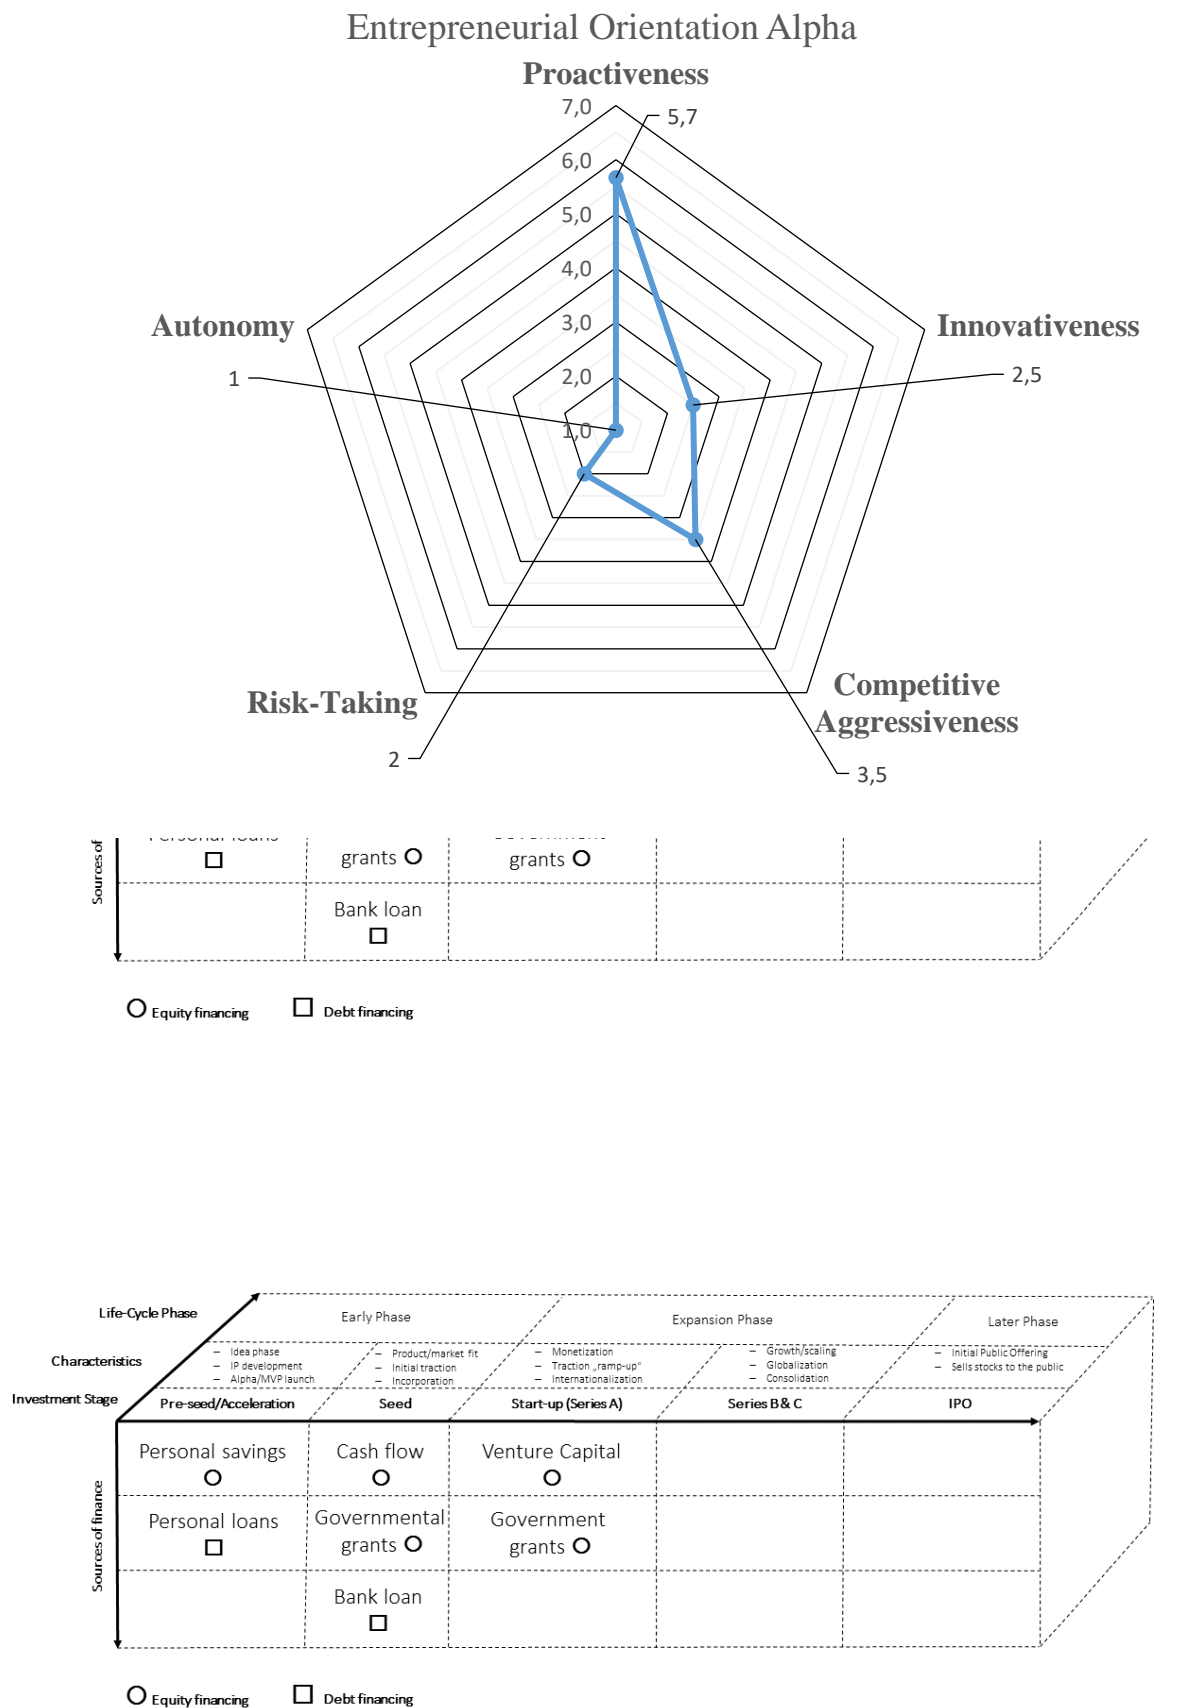 Entrepreneurial Orientation Alpha
Proactiveness
7,0
5,7
6,0
5,0
4,0
3,0
2,0
1,0
Autonomy
1
Innovativeness
2,5
Risk-Taking
2
Competitive
Aggressiveness
3,5
Sources of
Personal loans
grants
Government
grants
Bank loan
Equity financing
Debt financing
Life-Cycle Phase
Early Phase
Expansion Phase
Later Phase
Characteristics
– Idea phase
– IP development
– Alpha/MVP launch
– Product/market fit
– Initial traction
– Incorporation
– Monetization
– Traction „ramp-up“
– Internationalization
– Growth/scaling
– Globalization
– Consolidation
– Initial Public Offering
– Sells stocks to the public
Investment Stage
Pre-seed/Acceleration
Seed
Start-up (Series A)
Series B & C
IPO
Sources of finance
Personal savings
Cash flow
Venture Capital
Personal loans
Governmental
grants
Government
grants
Bank loan
Equity financing
Debt financing